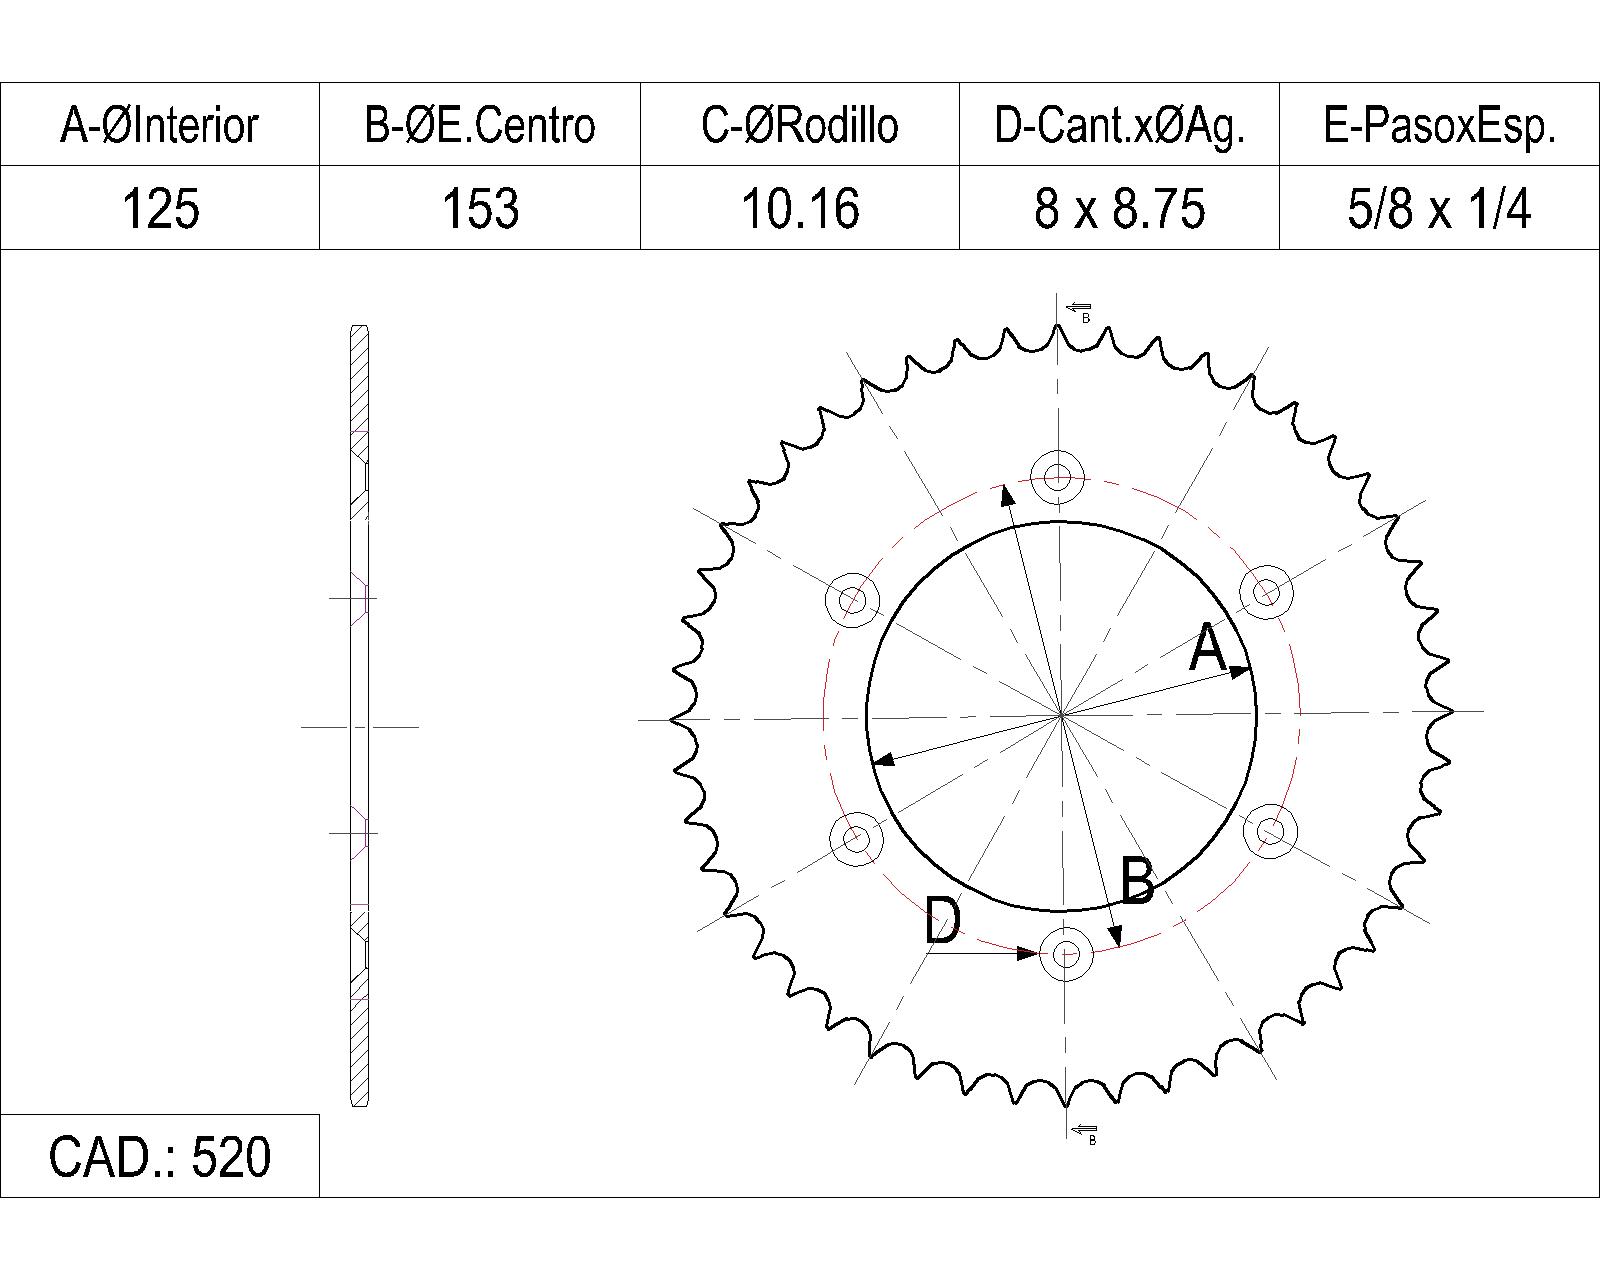 A-ØInterior B-ØE.Centro C-ØRodillo D-Cant.xØAg. E-PasoxEsp.
125 153 10.16 8 x 8.75 5/8 x 1/4
B
A
B
D
B
CAD.: 520